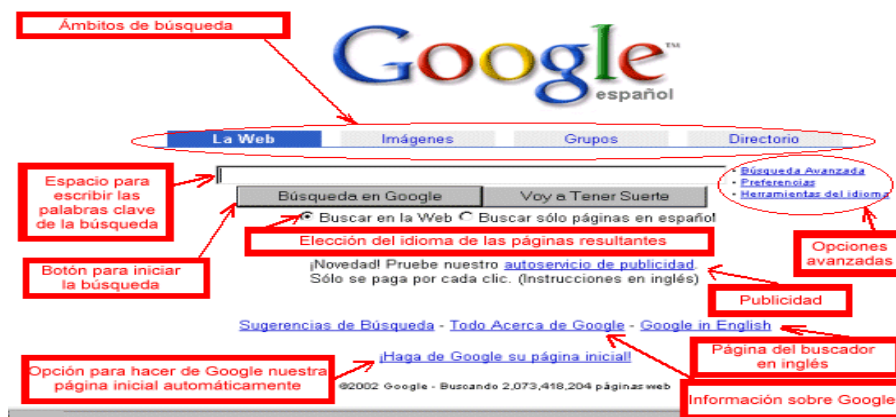 Ámbitos de búsqueda
Google™
español
La Web Imágenes Grupos Directorio
Espacio para
escribir las
palabras clave
de la búsqueda
• Búsqueda Avanzada
• Preferencias
• Herramientas del idioma
Búsqueda en Google Voy a Tener Suerte
Buscar en la Web Buscar sólo páginas en español
Elección del idioma de las páginas resultantes
Opciones
avanzadas
Botón para iniciar
la búsqueda
¡Novedad! Pruebe nuestro autoservicio de publicidad.
Sólo se paga por cada clic. (Instrucciones en inglés)
Publicidad
Sugerencias de Búsqueda - Todo Acerca de Google - Google in English
Página del buscador
en inglés
¡Haga de Google su página inicial!
Opción para hacer de Google nuestra
página inicial automáticamente
©2002 Google - Buscando 2,073,418,204 páginas web
Información sobre Google